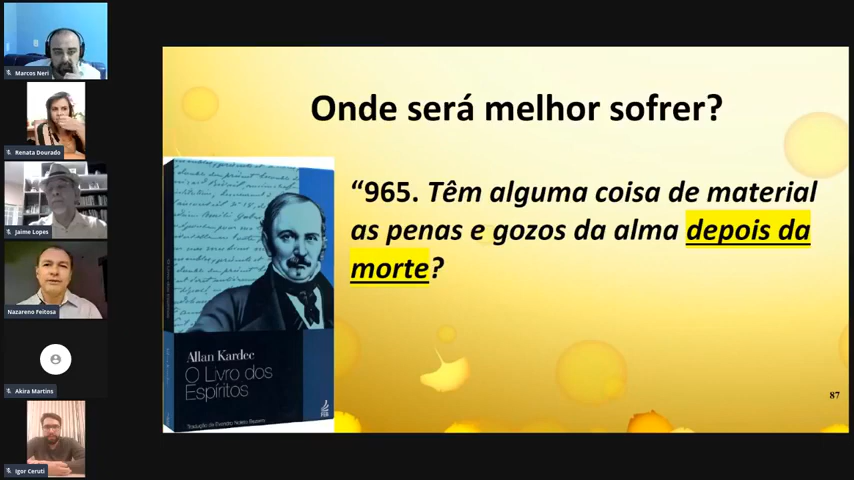 Marcos Neri
Renata Dourado
Jaime Lopes
Nazareno Feitosa
Akira Martins
Igor Ceruti
Onde será melhor sofrer?
“965. Têm alguma coisa de material
as penas e gozos da alma depois da
morte?
Allan Kardec
O Livro dos
Espíritos
FEB
87